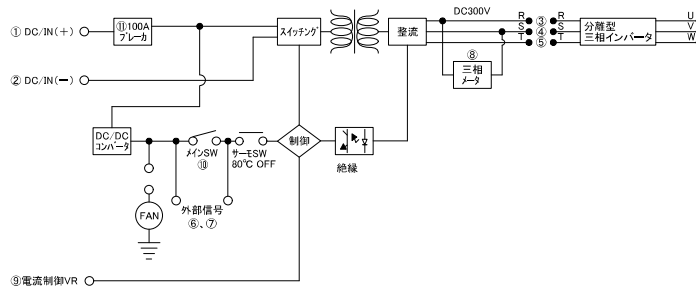 DC300V
① DC/IN(+)
⑪100A
ブレーカ
スイッチング
整流
R ③ R
S ④ S
T ⑤ T
分離型
三相インバータ
U
V
W
② DC/IN(−)
⑧
三相
メータ
DC/DC
コンバータ
メインSW
⑩
サーモSW
80℃ OFF
制御
絶縁
FAN
外部信号
⑥、⑦
⑨電流制御VR